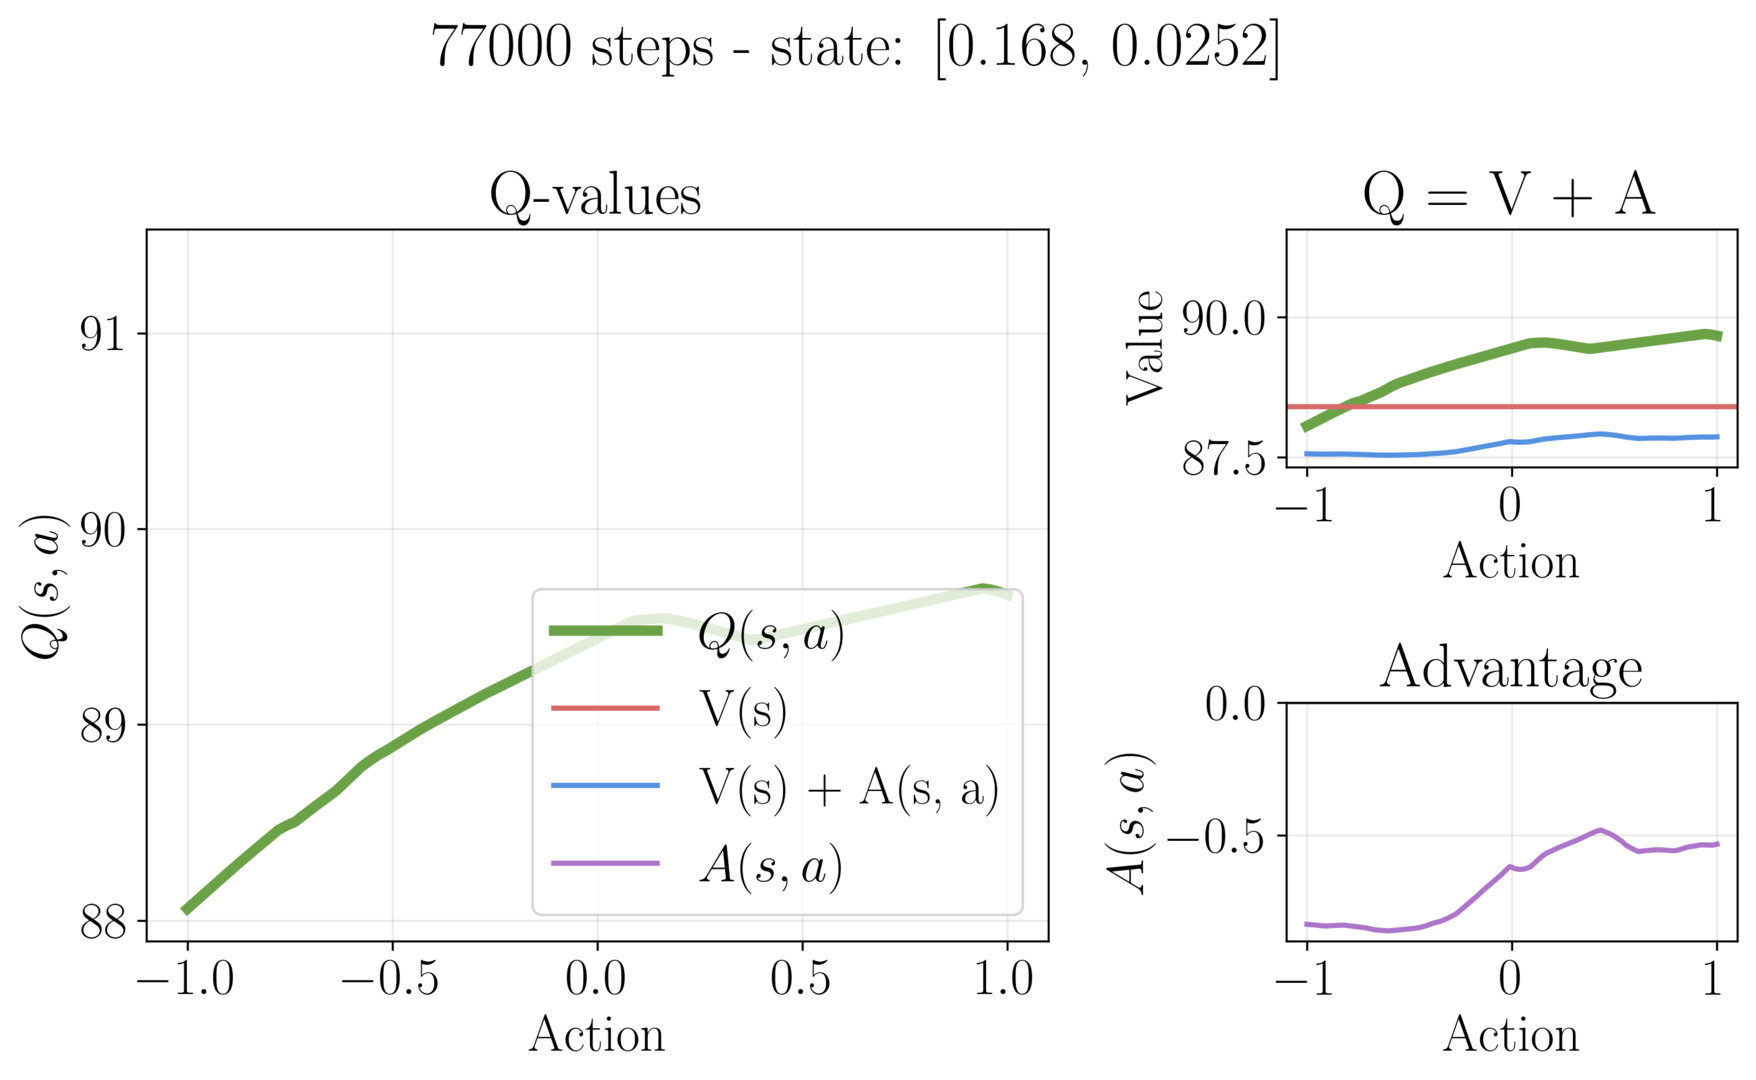 77000 steps - state: [0.168, 0.0252]
Q-values
91
90
89
88
Q(s, a)
−1.0 −0.5 0.0 0.5 1.0
Action
Q(s, a)
V(s)
V(s) + A(s, a)
A(s, a)
Q = V + A
Value
90.0
87.5
−1 0 1
Action
Advantage
0.0
−0.5
A(s, a)
−1 0 1
Action